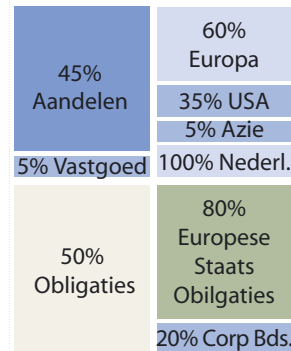 45%
Aandelen
60%
Europa
35% USA
5% Azie
5% Vastgoed
100% Nederl.
50%
Obligaties
80%
Europese
Staats
Obilgaties
20% Corp Bds.